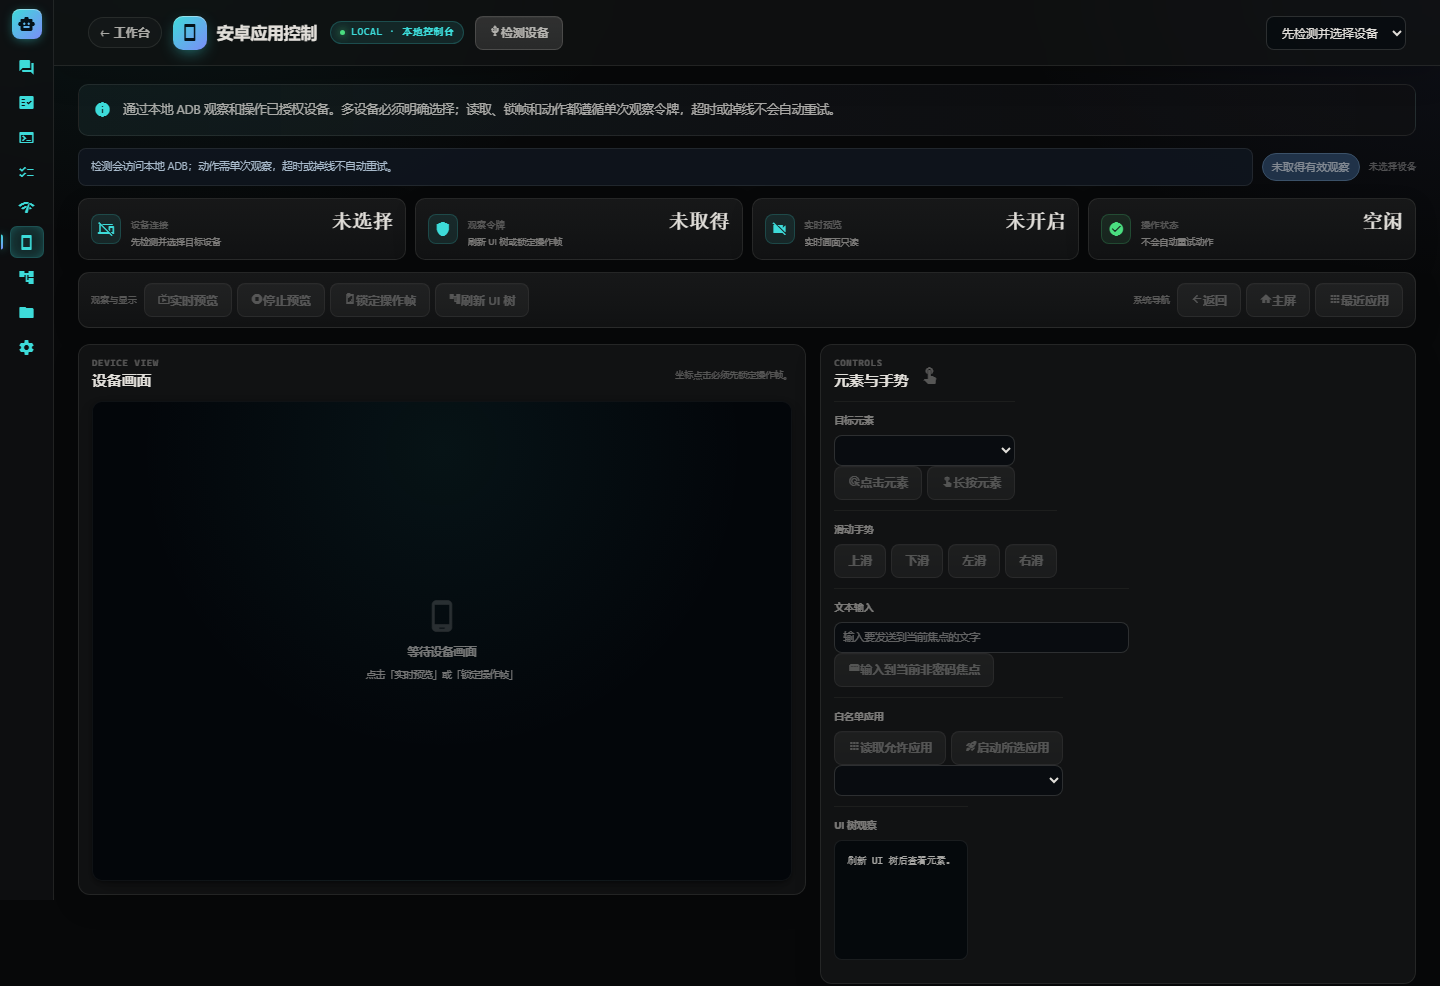 ← 工作台
安卓应用控制
LOCAL · 本地控制台
检测设备
先检测并选择设备
通过本地 ADB 观察和操作已授权设备。多设备必须明确选择；读取、锁帧和动作都遵循单次观察令牌，超时或掉线不会自动重试。
检测会访问本地 ADB；动作需单次观察，超时或掉线不自动重试。
未取得有效观察
未选择设备
设备连接
未选择
先检测并选择目标设备
观察令牌
未取得
刷新 UI 树或锁定操作帧
实时预览
未开启
实时画面只读
操作状态
空闲
不会自动重试动作
观察与显示
实时预览
停止预览
锁定操作帧
刷新 UI 树
系统导航
返回
主屏
最近应用
DEVICE VIEW
设备画面
坐标点击必须先锁定操作帧。
等待设备画面
点击「实时预览」或「锁定操作帧」
CONTROLS
元素与手势
目标元素
点击元素
长按元素
滑动手势
上滑
下滑
左滑
右滑
文本输入
输入要发送到当前焦点的文字
输入到当前非密码焦点
白名单应用
读取允许应用
启动所选应用
UI 树观察
刷新 UI 树后查看元素。